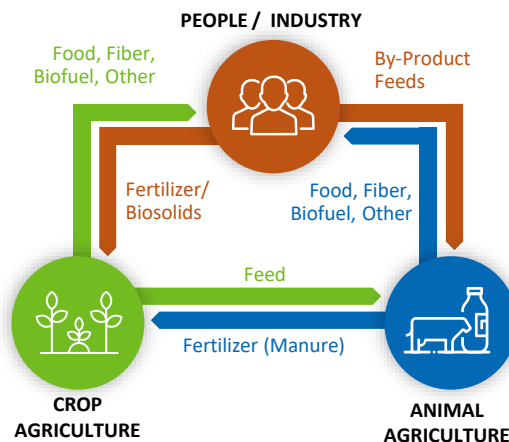 PEOPLE / INDUSTRY
Food, Fiber,
Biofuel, Other
By-Product
Feeds
Fertilizer/
Biosolids
Food, Fiber,
Biofuel, Other
Feed
Fertilizer (Manure)
CROP
AGRICULTURE
ANIMAL
AGRICULTURE